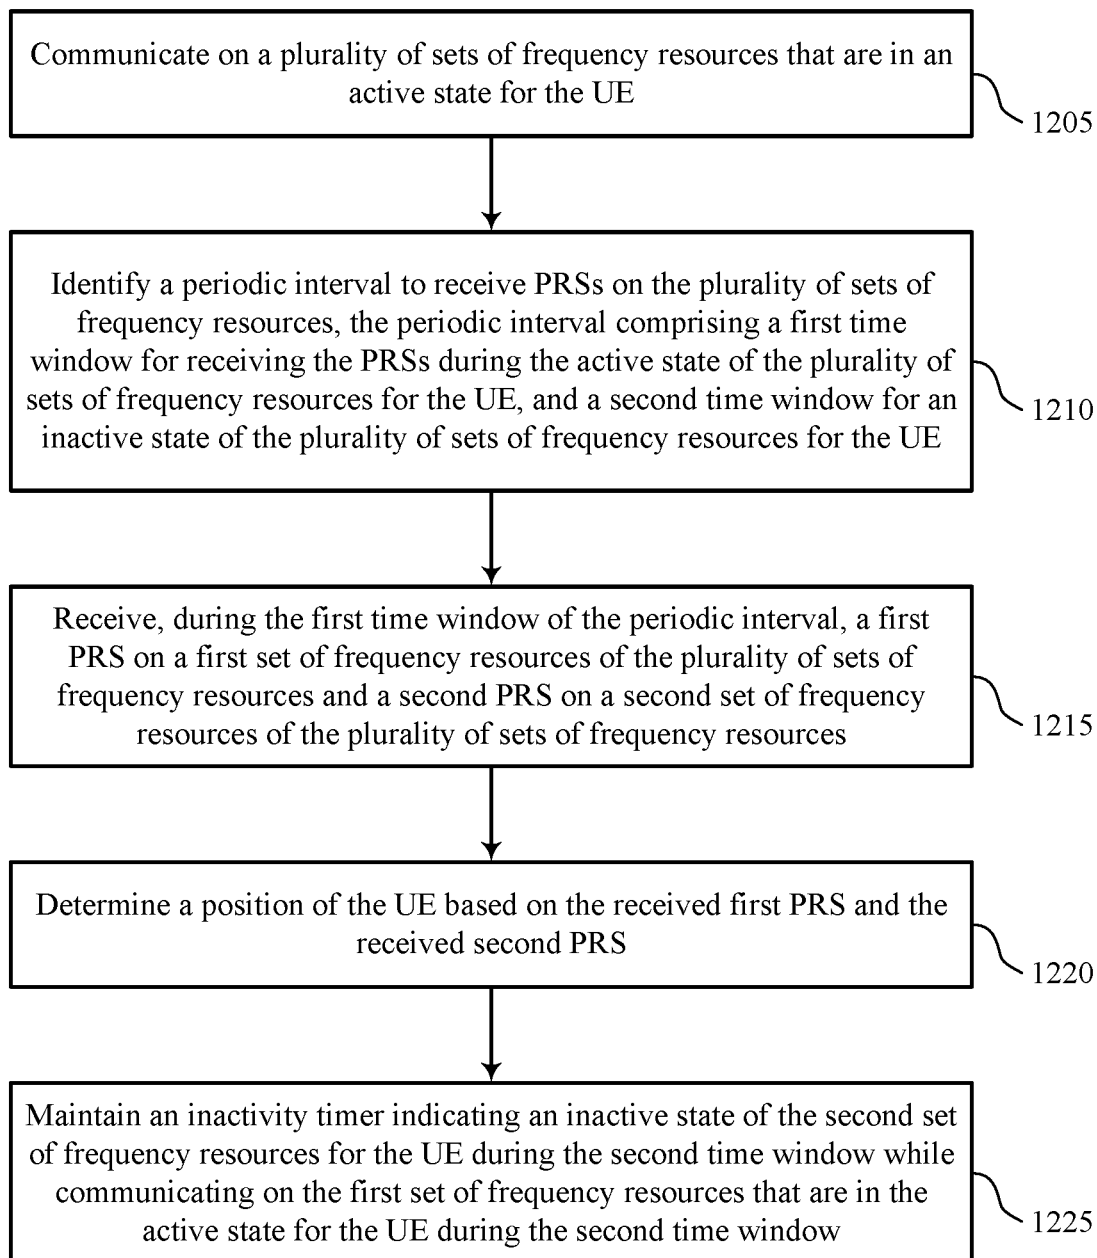 Communicate on a plurality of sets of frequency resources that are in an
active state for the UE
1205
Identify a periodic interval to receive PRSs on the plurality of sets of
frequency resources, the periodic interval comprising a first time
window for receiving the PRSs during the active state of the plurality of
sets of frequency resources for the UE, and a second time window for an
inactive state of the plurality of sets of frequency resources for the UE
1210
Receive, during the first time window of the periodic interval, a first
PRS on a first set of frequency resources of the plurality of sets of
frequency resources and a second PRS on a second set of frequency
resources of the plurality of sets of frequency resources
1215
Determine a position of the UE based on the received first PRS and the
received second PRS
1220
Maintain an inactivity timer indicating an inactive state of the second set
of frequency resources for the UE during the second time window while
communicating on the first set of frequency resources that are in the
active state for the UE during the second time window
1225